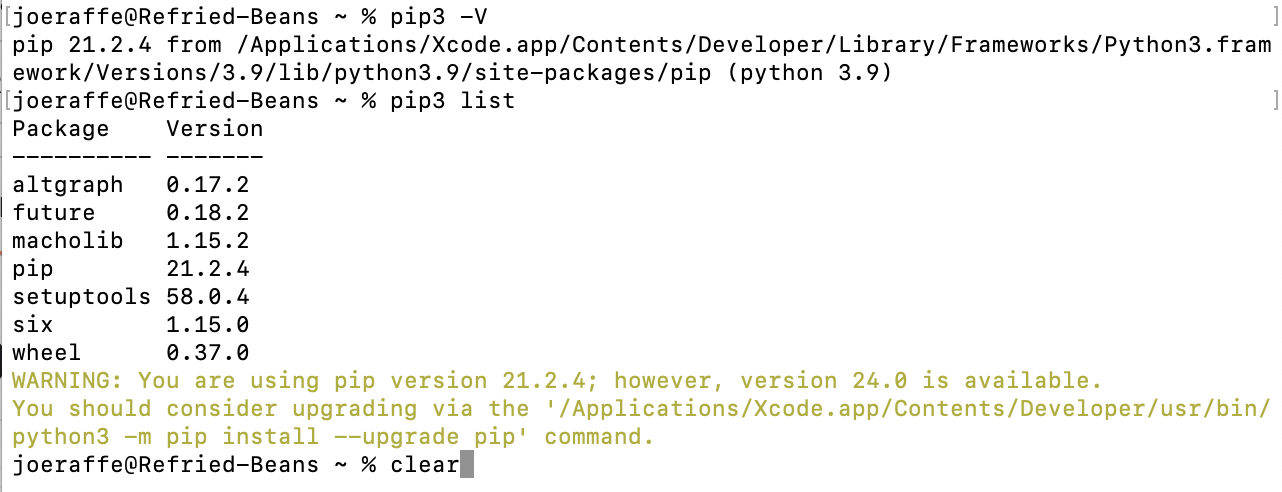 [joeraffe@Refried-Beans ~ % pip3 -V ]
pip 21.2.4 from /Applications/Xcode.app/Contents/Developer/Library/Frameworks/Python3.fram
ework/Versions/3.9/lib/python3.9/site-packages/pip (python 3.9)
[joeraffe@Refried-Beans ~ % pip3 list ]
Package    Version
---------- -------
altgraph   0.17.2
future     0.18.2
macholib   1.15.2
pip        21.2.4
setuptools 58.0.4
six        1.15.0
wheel      0.37.0
WARNING: You are using pip version 21.2.4; however, version 24.0 is available.
You should consider upgrading via the '/Applications/Xcode.app/Contents/Developer/usr/bin/
python3 -m pip install --upgrade pip' command.
joeraffe@Refried-Beans ~ % clear